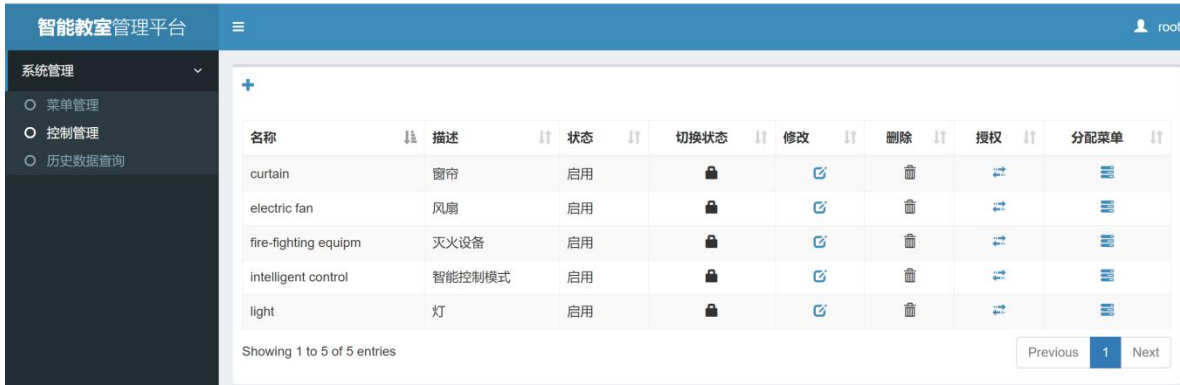 智能教室管理平台
root
系统管理
菜单管理
控制管理
历史数据查询
名称 描述 状态 切换状态 修改 删除 授权 分配菜单
curtain 窗帘 启用
electric fan 风扇 启用
fire-fighting equipm 灭火设备 启用
intelligent control 智能控制模式 启用
light 灯 启用
Showing 1 to 5 of 5 entries
Previous 1 Next